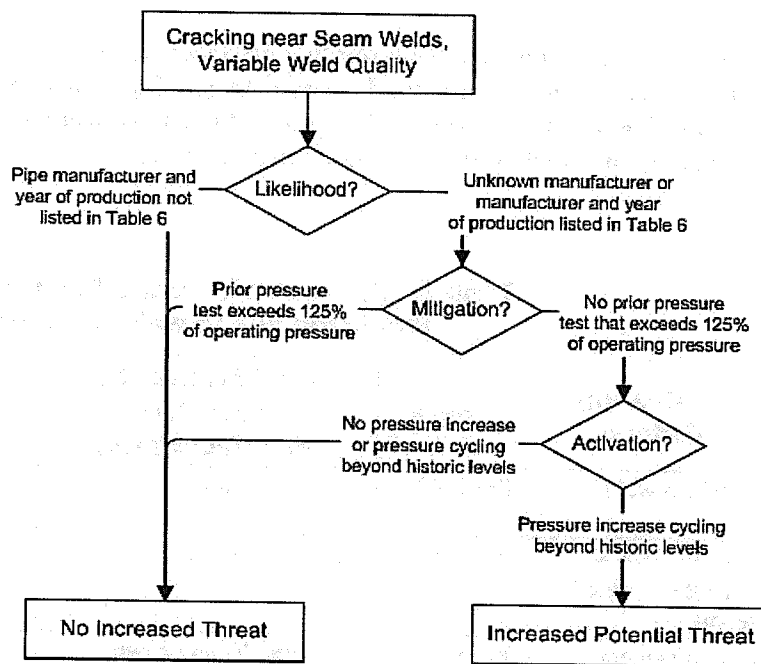 Cracking near Seam Welds,
Variable Weld Quality
Likelihood?
Pipe manufacturer and
year of production not
listed in Table 6
Unknown manufacturer or
manufacturer and year
of production listed in Table 6
Mitigation?
Prior pressure
test exceeds 125%
of operating pressure
No prior pressure
test that exceeds 125%
of operating pressure
Activation?
No pressure increase
or pressure cycling
beyond historic levels
Pressure increase cycling
beyond historic levels
No Increased Threat
Increased Potential Threat